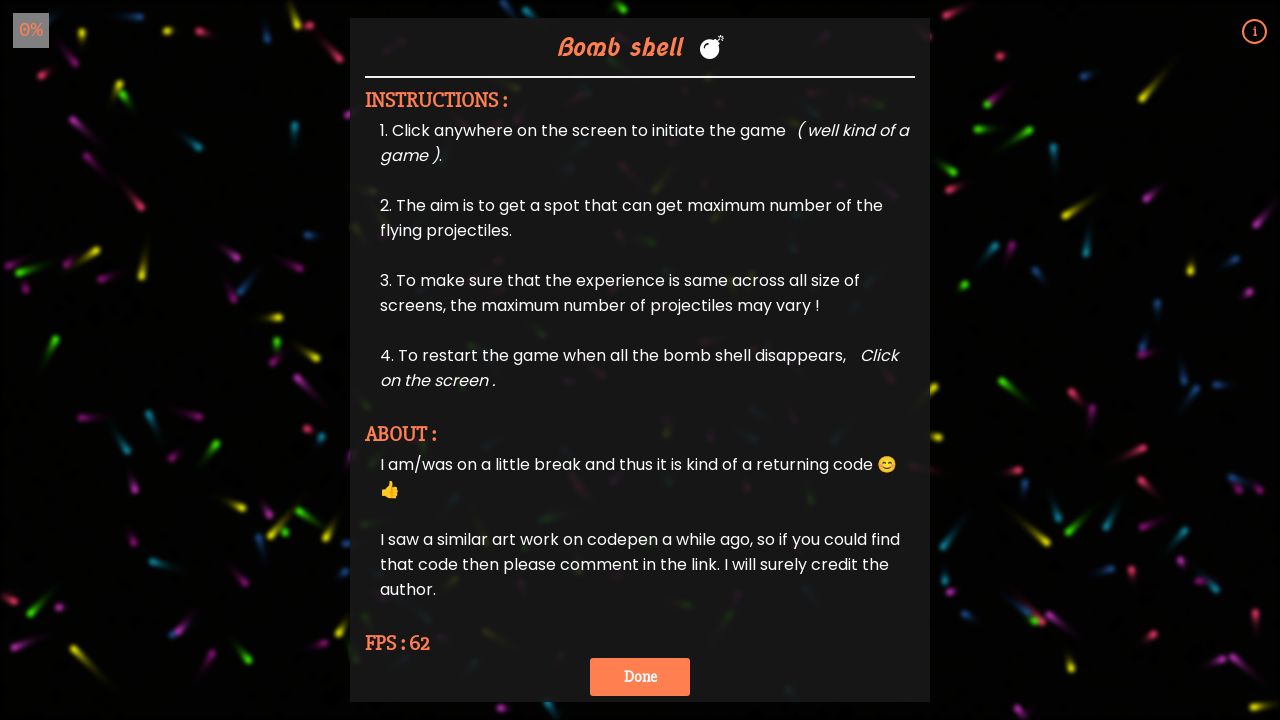 0%
i
Bomb shell 💣
INSTRUCTIONS :
1. Click anywhere on the screen to initiate the game ( well kind of a
game ).
2. The aim is to get a spot that can get maximum number of the
flying projectiles.
3. To make sure that the experience is same across all size of
screens, the maximum number of projectiles may vary !
4. To restart the game when all the bomb shell disappears, Click
on the screen .
ABOUT :
I am/was on a little break and thus it is kind of a returning code 😊
👍
I saw a similar art work on codepen a while ago, so if you could find
that code then please comment in the link. I will surely credit the
author.
FPS : 62
Done